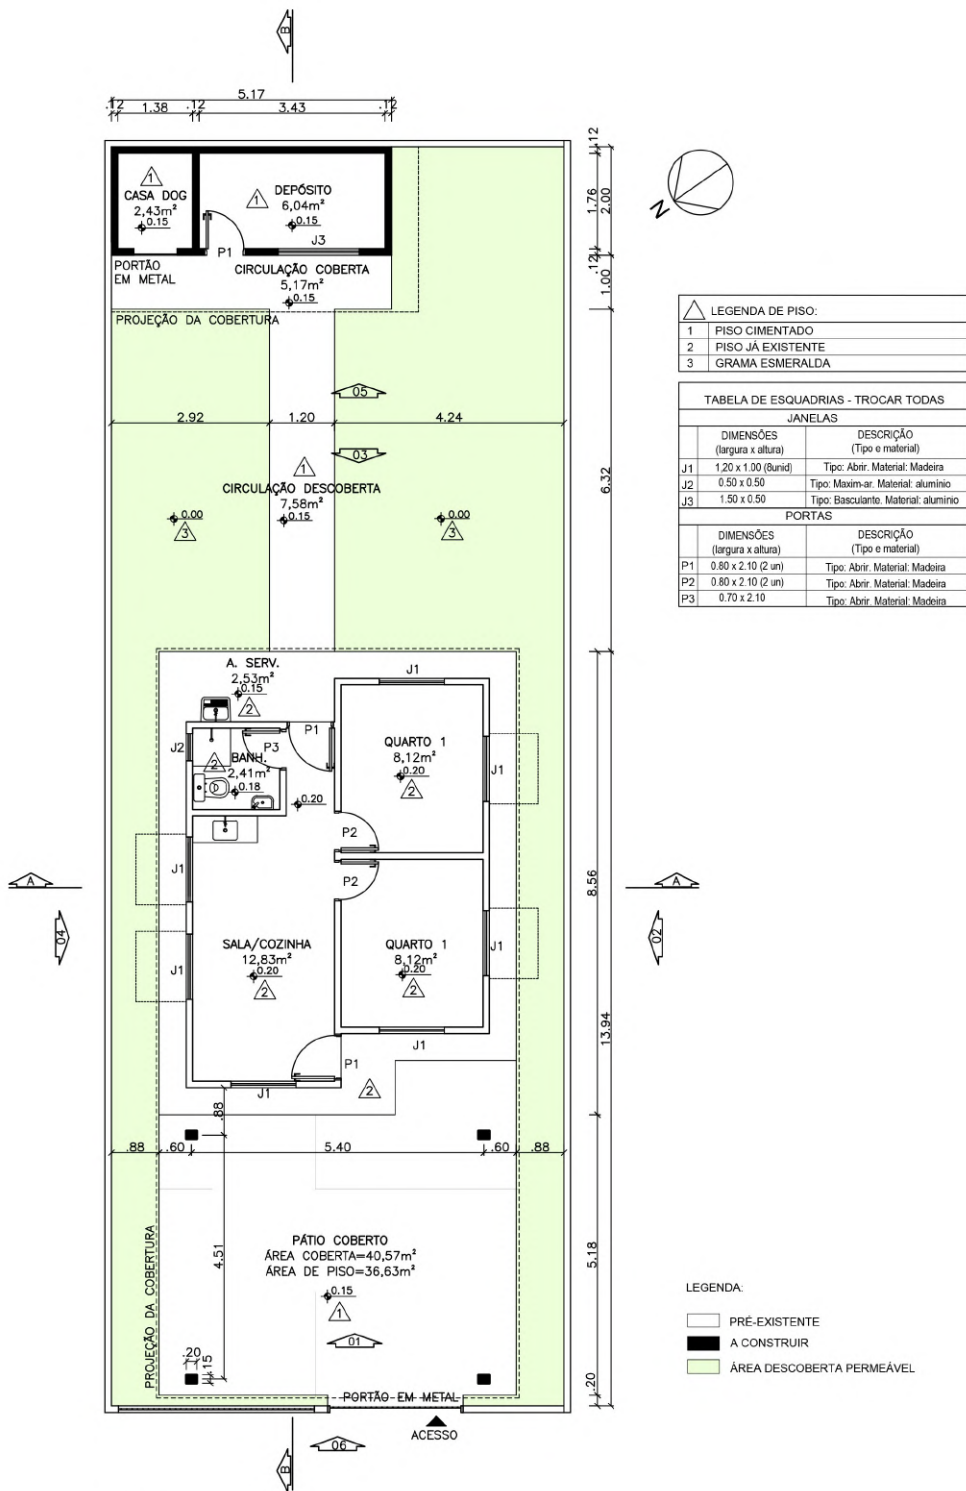 B
5.17
.12
1.38
.12
3.43
.12
.12
1
CASA DOG
2,43m²
0.15
1
DEPÓSITO
6,04m²
0.15
1.76
2.00
N
P1
J3
PORTÃO
EM METAL
CIRCULAÇÃO COBERTA
5,17m²
0.15
.12
1.00
PROJEÇÃO DA COBERTURA
LEGENDA DE PISO:
1 PISO CIMENTADO
2 PISO JÁ EXISTENTE
3 GRAMA ESMERALDA
05
2.92
1.20
4.24
03
1
CIRCULAÇÃO DESCOBERTA
7,58m²
0.15
0.00
3
0.00
3
6.32
TABELA DE ESQUADRIAS - TROCAR TODAS
JANELAS
DIMENSÕES
(largura x altura)
DESCRIÇÃO
(Tipo e material)
J1 1,20 x 1.00 (8unid) Tipo: Abrir. Material: Madeira
J2 0.50 x 0.50 Tipo: Maxim-ar. Material: alumínio
J3 1.50 x 0.50 Tipo: Basculante. Material: alumínio
PORTAS
DIMENSÕES
(largura x altura)
DESCRIÇÃO
(Tipo e material)
P1 0.80 x 2.10 (2 un) Tipo: Abrir. Material: Madeira
P2 0.80 x 2.10 (2 un) Tipo: Abrir. Material: Madeira
P3 0.70 x 2.10 Tipo: Abrir. Material: Madeira
A. SERV.
2,53m²
0.15
2
J1
P1
J2
P3
BANH.
2
2,41m²
0.18
0.20
QUARTO 1
8,12m²
0.20
2
J1
P2
P2
J1
A
A
04
02
8.56
SALA/COZINHA
12,83m²
0.20
2
J1
QUARTO 1
8,12m²
0.20
2
J1
13.94
J1
P1
J1
2
.88
.88
.60
5.40
.60
.88
4.51
PROJEÇÃO DA COBERTURA
PÁTIO COBERTO
ÁREA COBERTA=40,57m²
ÁREA DE PISO=36,63m²
0.15
1
5.18
01
.20
.15
PORTÃO EM METAL
.20
ACESSO
06
B
LEGENDA:
PRÉ-EXISTENTE
A CONSTRUIR
ÁREA DESCOBERTA PERMEÁVEL